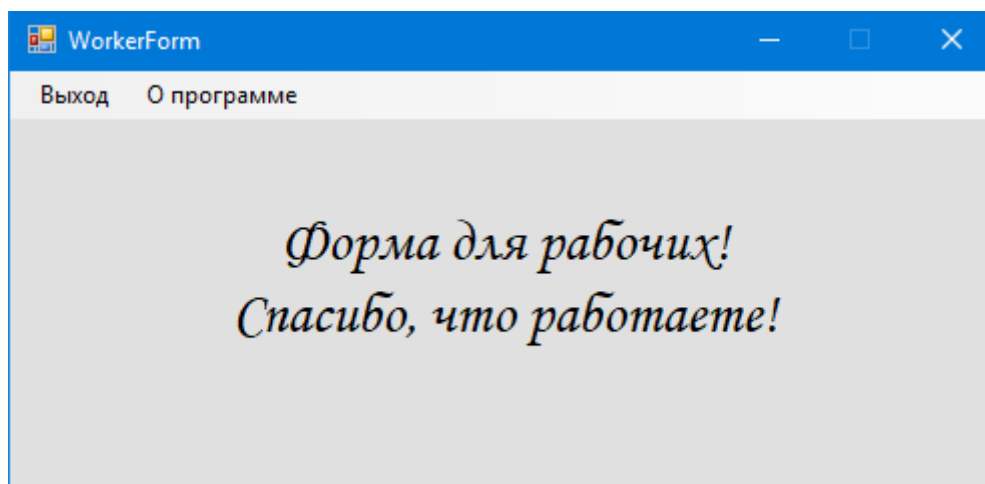 WorkerForm
Выход О программе
Форма для рабочих!
Спасибо, что работаете!